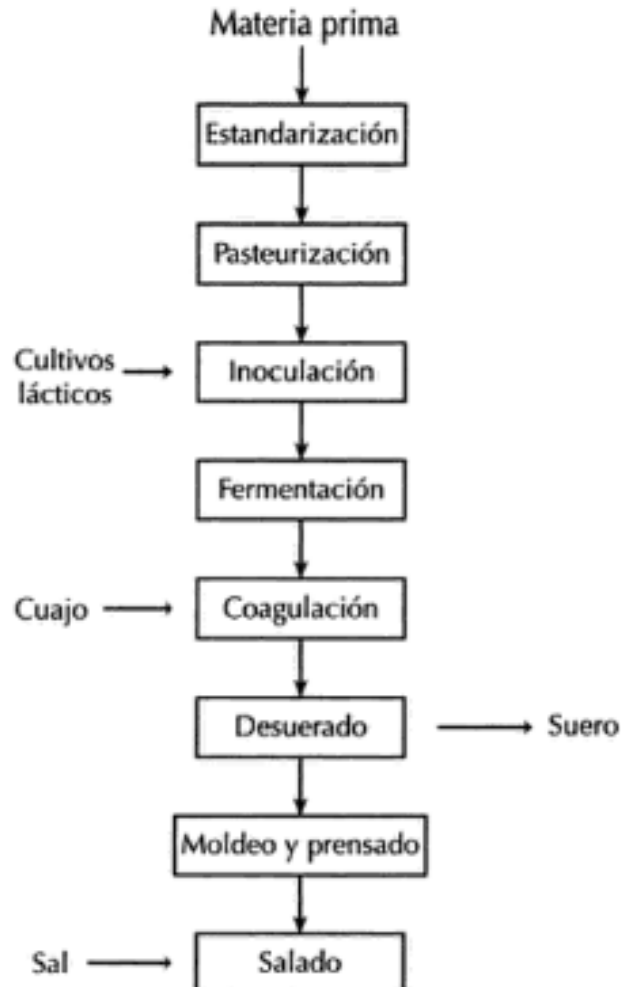 Materia prima
Estandarización
Pasteurización
Cultivos
lácticos
Inoculación
Fermentación
Cuajo
Coagulación
Desuerado
Suero
Moldeo y prensado
Sal
Salado